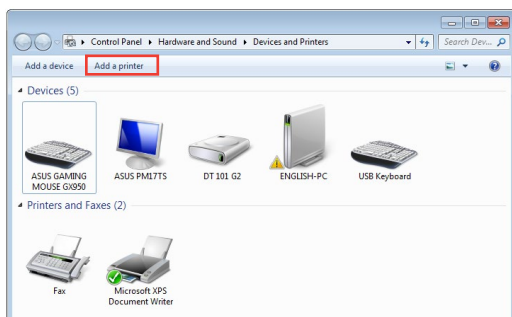 Control Panel ▸ Hardware and Sound ▸ Devices and Printers
Search Dev...
Add a device
Add a printer
Devices (5)
ASUS GAMING
MOUSE GX950
ASUS PM17TS
DT 101 G2
ENGLISH-PC
USB Keyboard
Printers and Faxes (2)
Fax
Microsoft XPS
Document Writer